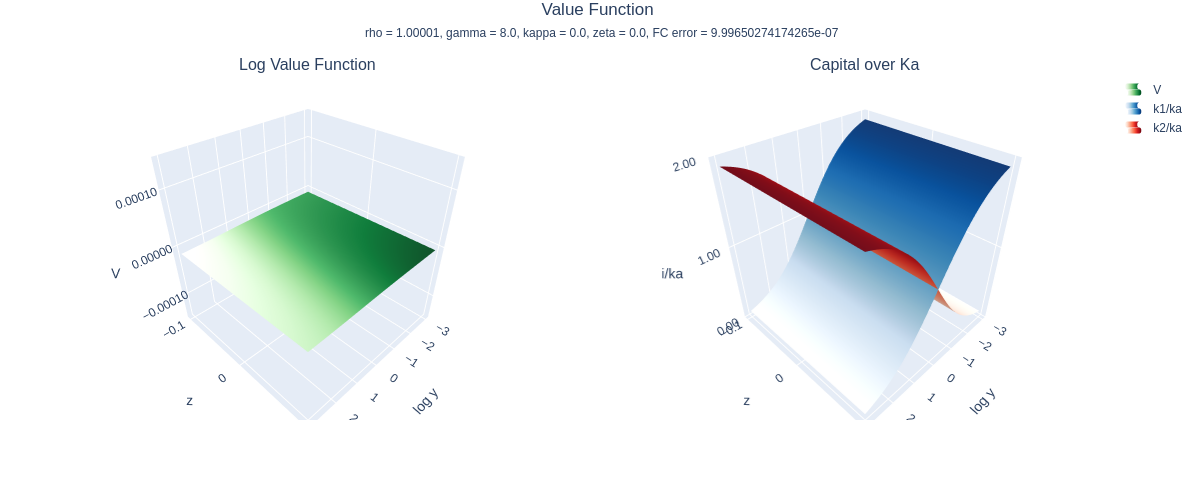 Value Function
rho = 1.00001, gamma = 8.0, kappa = 0.0, zeta = 0.0, FC error = 9.99650274174265e-07
Log Value Function
Capital over Ka
V
k1/ka
k2/ka
0.00010
0.00000
−0.00010
V
−0.1
0
z
2
1
0
−1
−2
−3
log y
2.00
1.00
0.00
i/ka
−0.1
0
z
2
1
0
−1
−2
−3
log y